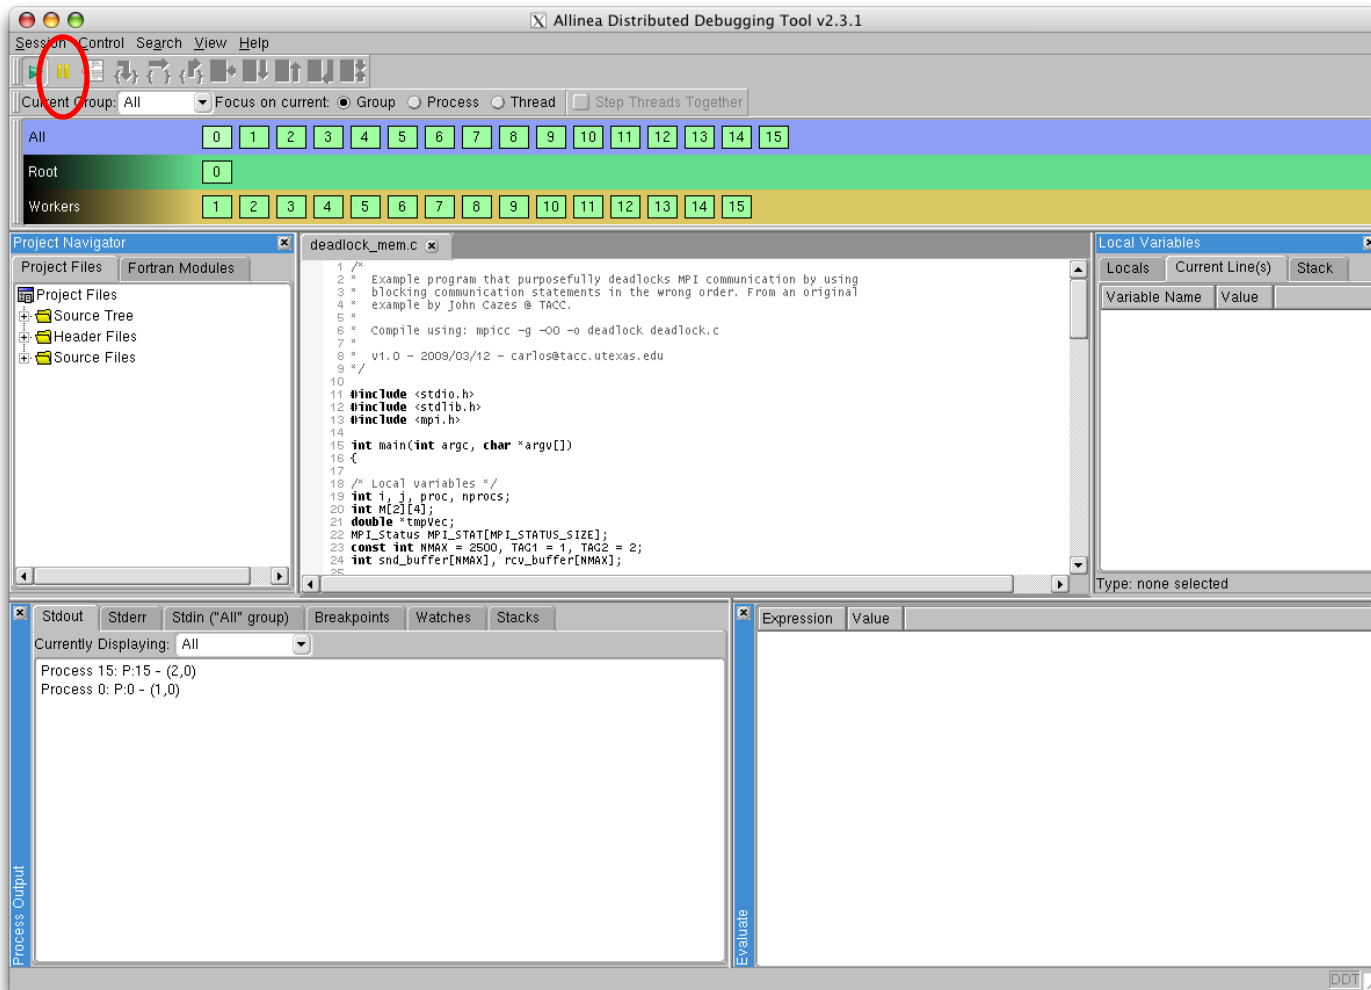 Allinea Distributed Debugging Tool v2.3.1
Session Control Search View Help
Current Group: All Focus on current: Group Process Thread Step Threads Together
All 0 1 2 3 4 5 6 7 8 9 10 11 12 13 14 15
Root 0
Workers 1 2 3 4 5 6 7 8 9 10 11 12 13 14 15
Project Navigator
Project Files Fortran Modules
Project Files
Source Tree
Header Files
Source Files
deadlock_mem.c
1 /*
2 *  Example program that purposefully deadlocks MPI communication by using
3 *  blocking communication statements in the wrong order. From an original
4 *  example by John Cazes @ TACC.
5 *
6 *  Compile using: mpicc -g -O0 -o deadlock deadlock.c
7 *
8 *  v1.0 - 2009/03/12 - carlos@tacc.utexas.edu
9 */
10
11 #include <stdio.h>
12 #include <stdlib.h>
13 #include <mpi.h>
14
15 int main(int argc, char *argv[])
16 {
17
18 /* Local variables */
19 int i, j, proc, nprocs;
20 int M[2][4];
21 double *tmpVec;
22 MPI_Status MPI_STAT[MPI_STATUS_SIZE];
23 const int NMAX = 2500, TAG1 = 1, TAG2 = 2;
24 int snd_buffer[NMAX], rcv_buffer[NMAX];
25
Local Variables
Locals Current Line(s) Stack
Variable Name Value
Type: none selected
Stdout Stderr Stdin ("All" group) Breakpoints Watches Stacks
Currently Displaying: All
Process 15: P:15 - (2,0)
Process 0: P:0 - (1,0)
Process Output
Expression Value
Evaluate
DDT